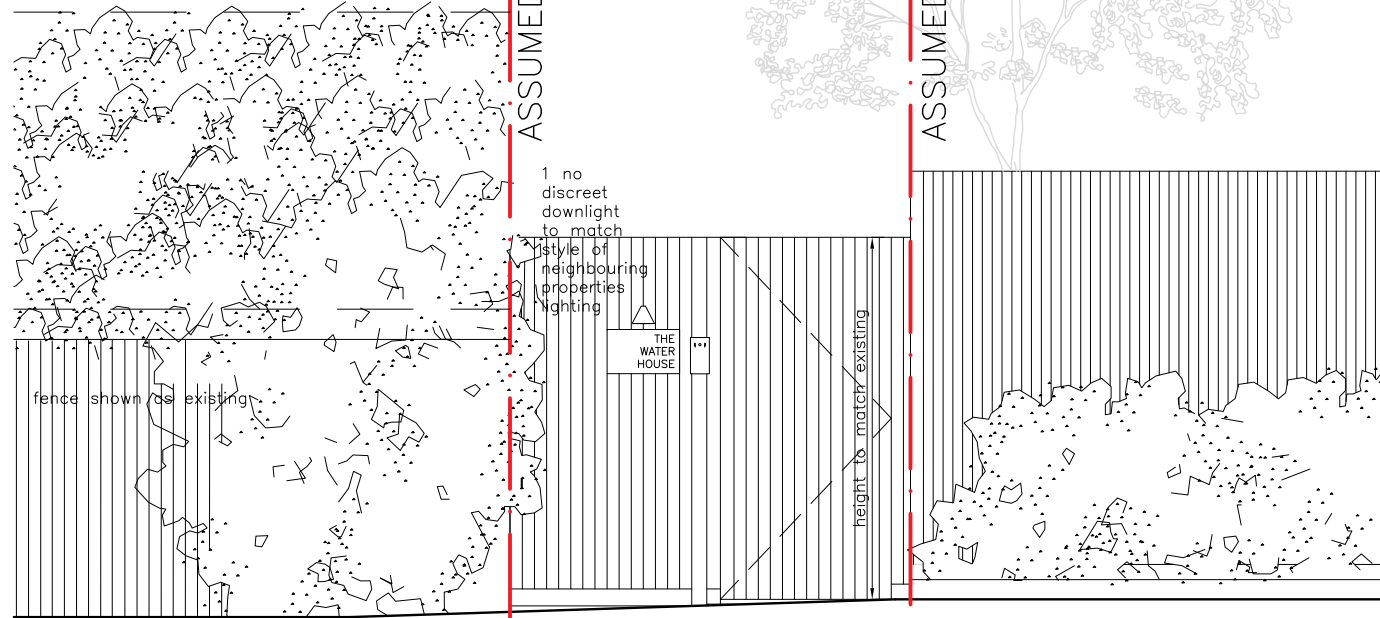 ASSUMED
ASSUMED
1 no
discreet
downlight
to match
style of
neighbouring
properties
lighting
THE
WATER
HOUSE
height to match existing
fence shown as existing